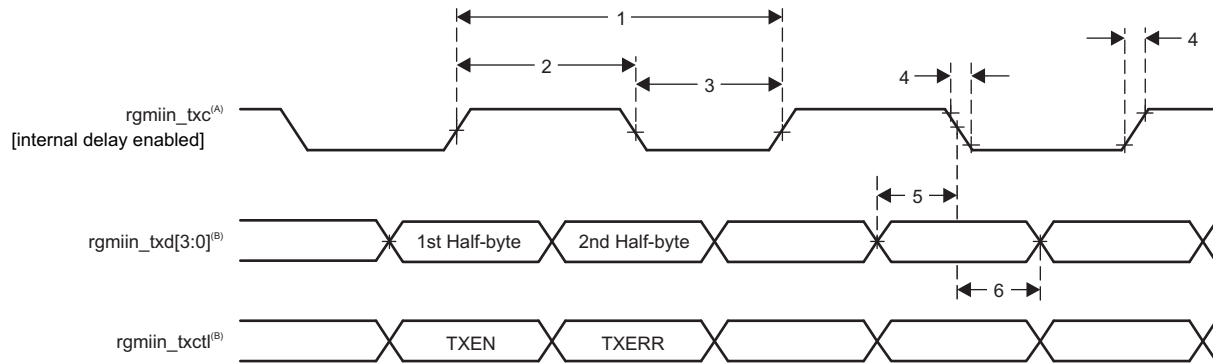 1
2
3
4
4
rgmiin_txc(A)
[internal delay enabled]
5
rgmiin_txd[3:0](B)
1st Half-byte
2nd Half-byte
6
rgmiin_txctl(B)
TXEN
TXERR